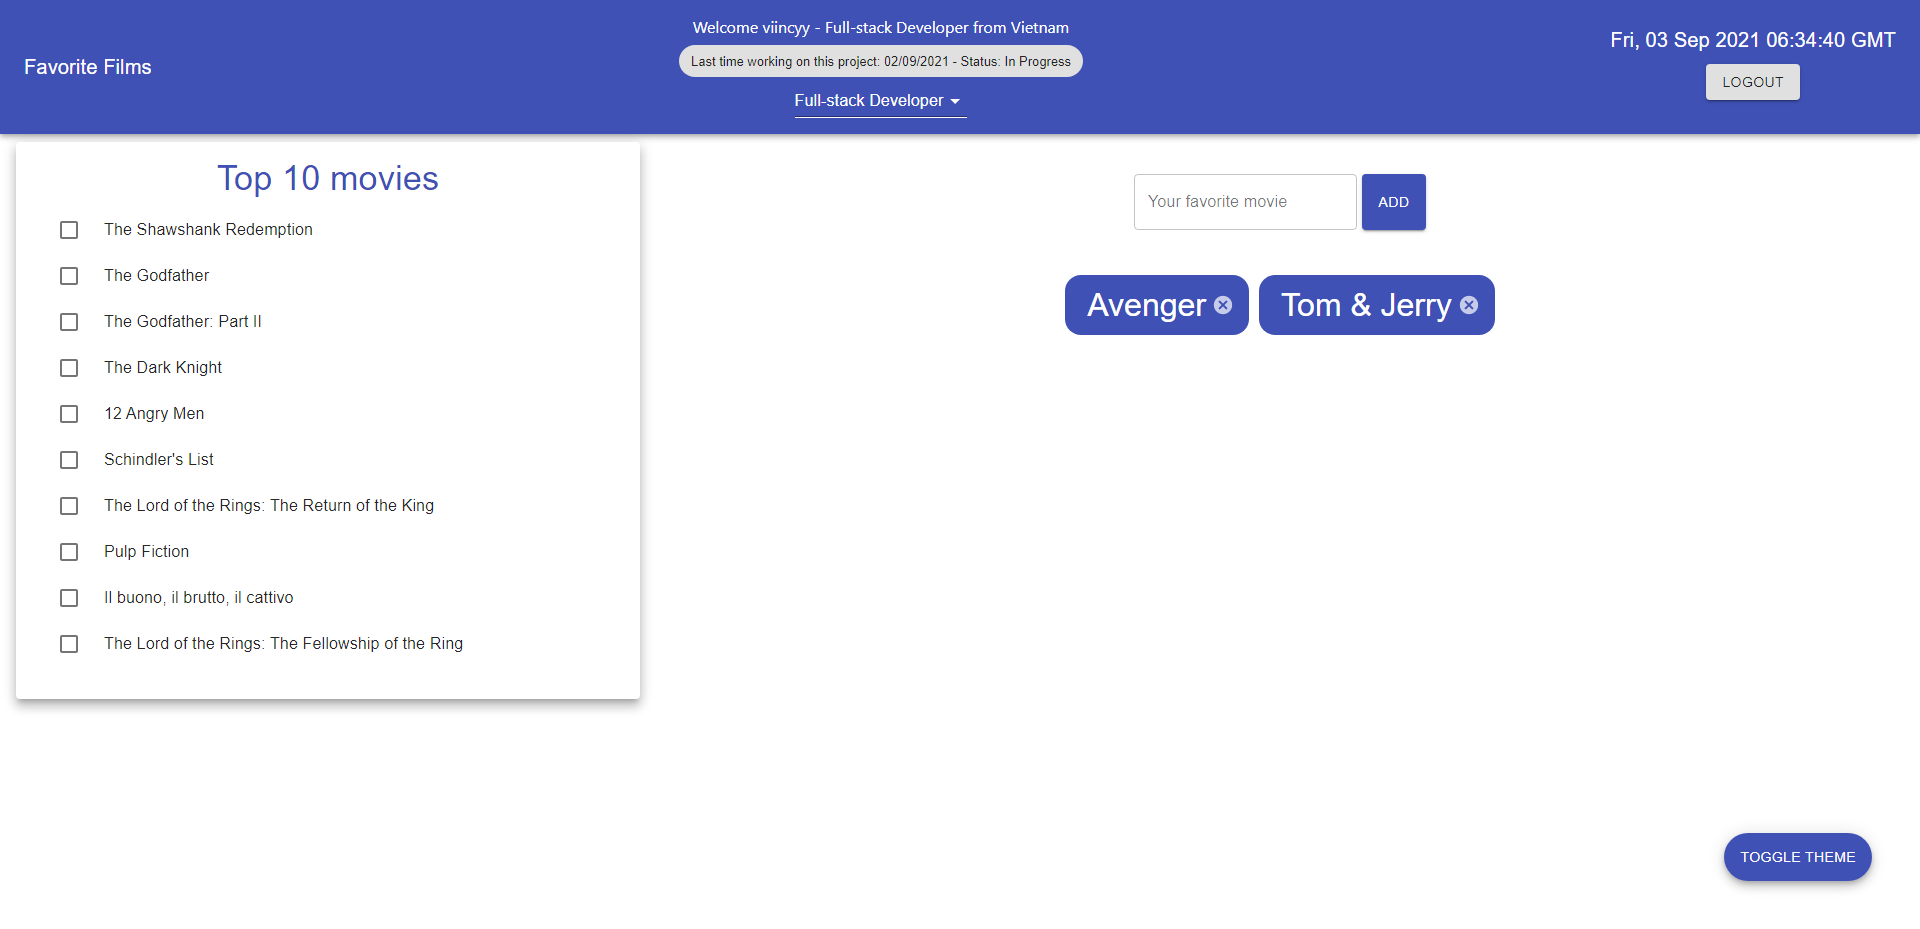 Favorite Films
Welcome viincyy - Full-stack Developer from Vietnam
Last time working on this project: 02/09/2021 - Status: In Progress
Full-stack Developer
Fri, 03 Sep 2021 06:34:40 GMT
LOGOUT
Top 10 movies
The Shawshank Redemption
The Godfather
The Godfather: Part II
The Dark Knight
12 Angry Men
Schindler's List
The Lord of the Rings: The Return of the King
Pulp Fiction
Il buono, il brutto, il cattivo
The Lord of the Rings: The Fellowship of the Ring
Your favorite movie
ADD
Avenger
Tom & Jerry
TOGGLE THEME